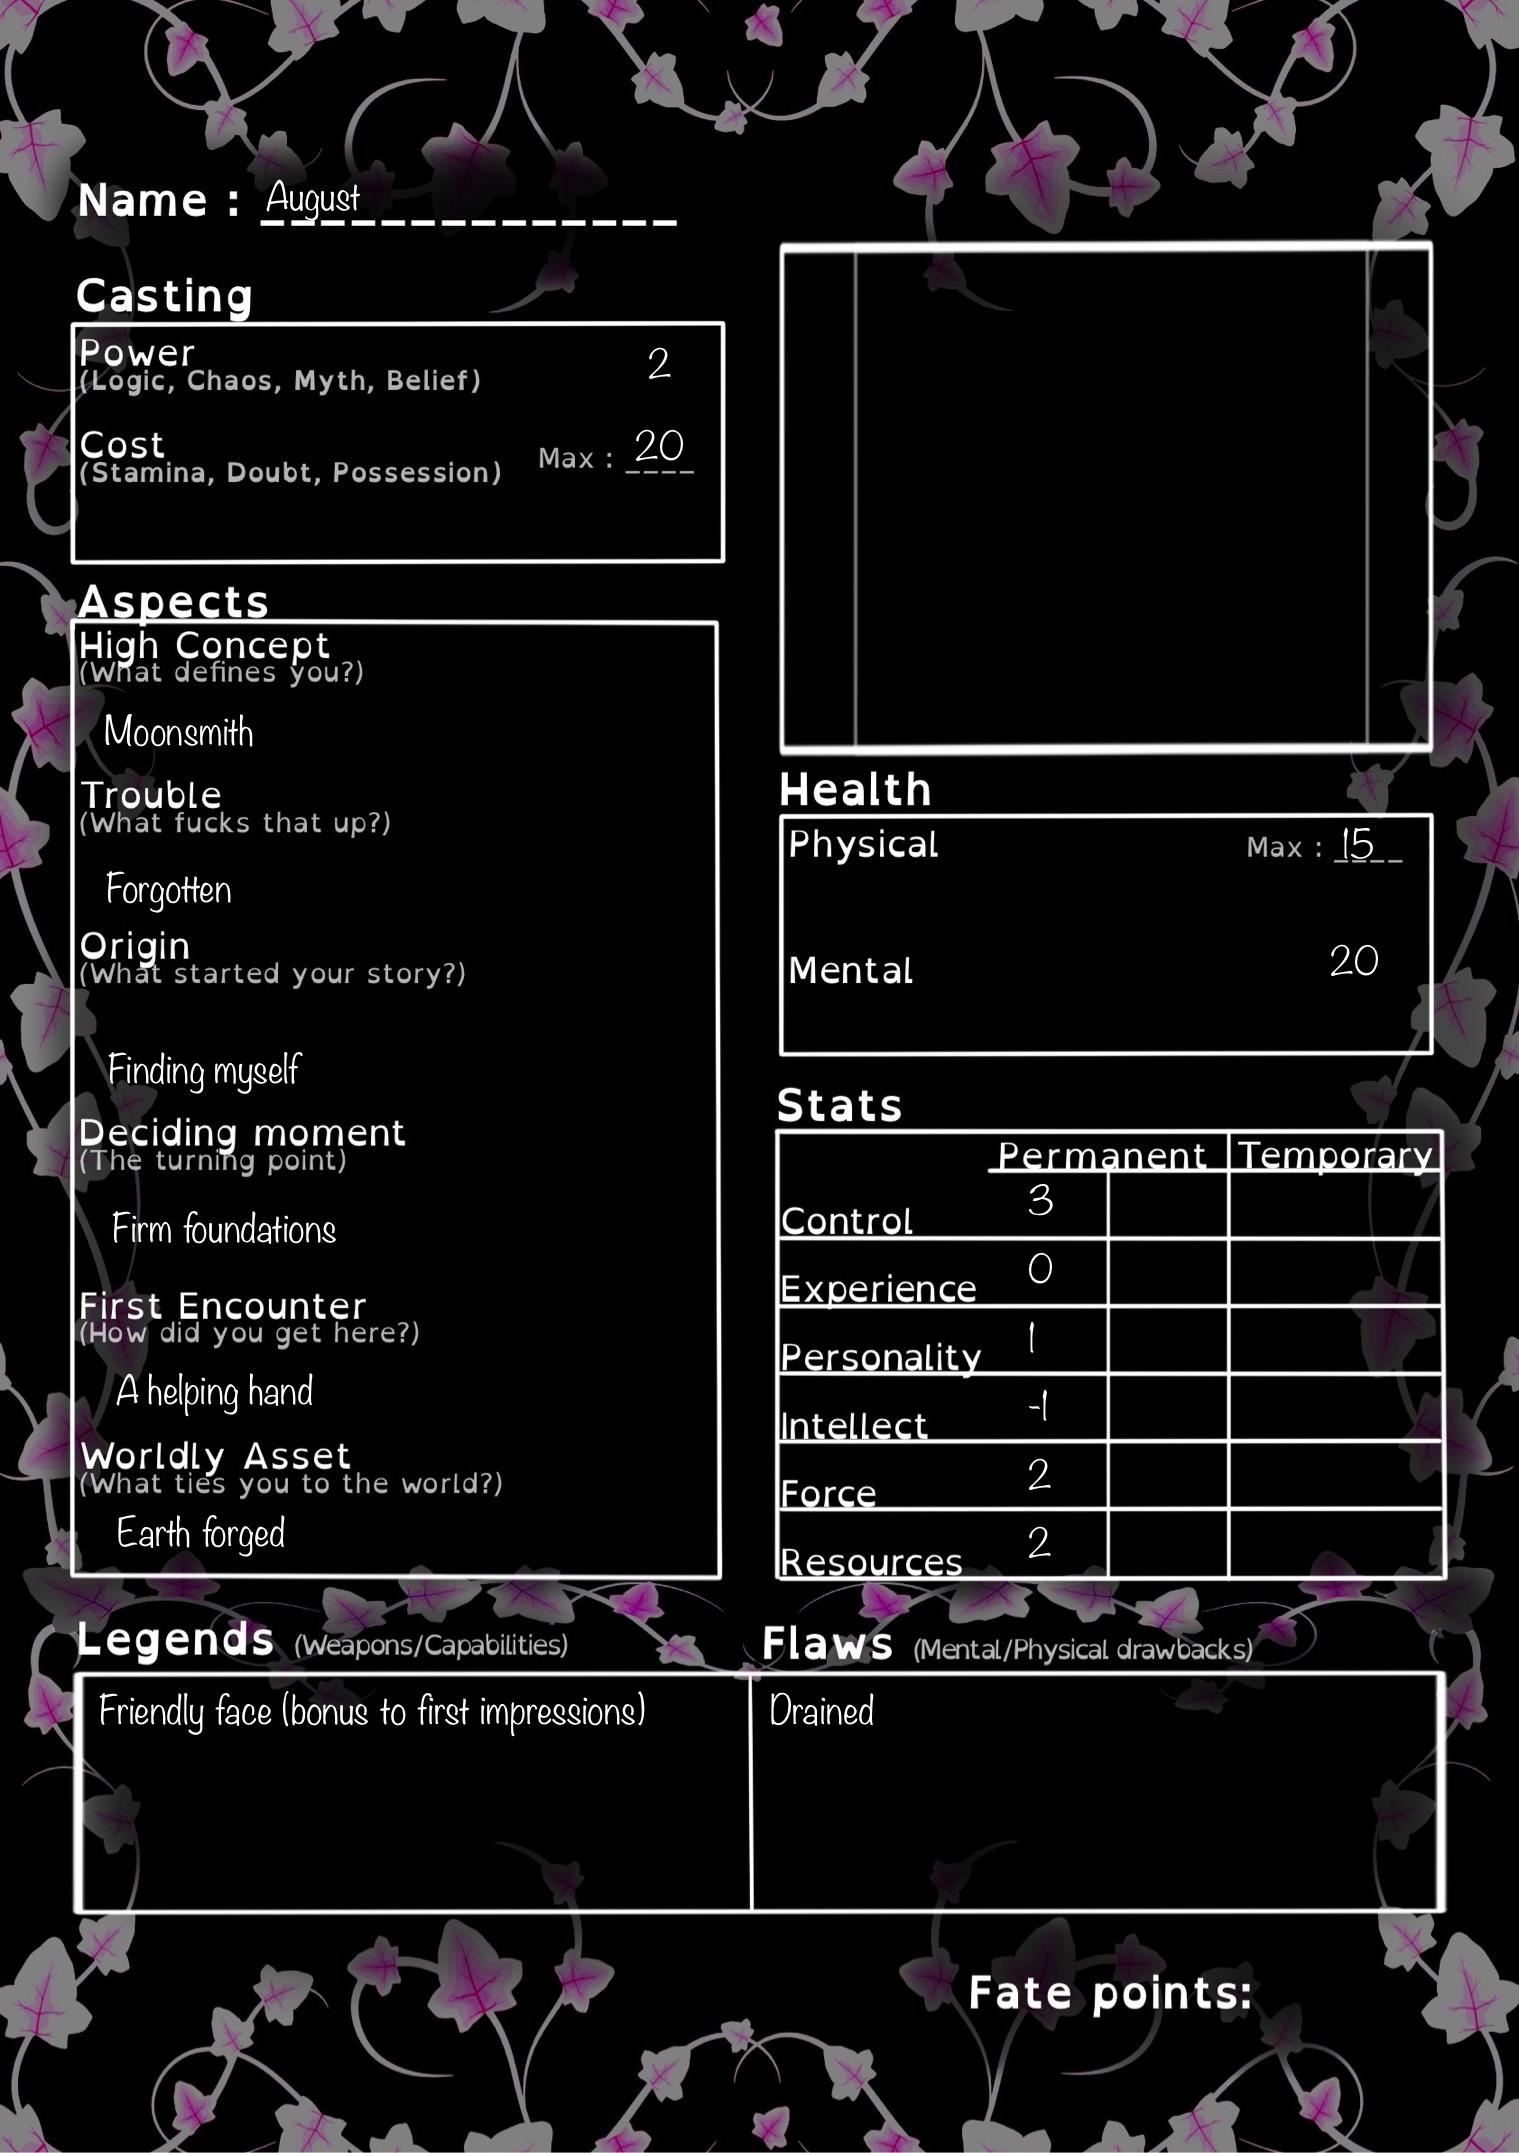 Name : August
Casting
Power 2
(Logic, Chaos, Myth, Belief)
Cost Max : 20
(Stamina, Doubt, Possession)
Aspects
High Concept
(What defines you?)
Moonsmith
Trouble
(What fucks that up?)
Forgotten
Origin
(What started your story?)
Finding myself
Deciding moment
(The turning point)
Firm foundations
First Encounter
(How did you get here?)
A helping hand
Worldly Asset
(What ties you to the world?)
Earth forged
Health
Physical Max : 15
Mental 20
Stats
Permanent Temporary
Control 3
Experience 0
Personality 1
Intellect -1
Force 2
Resources 2
Legends (Weapons/Capabilities)
Friendly face (bonus to first impressions)
Flaws (Mental/Physical drawbacks)
Drained
Fate points: